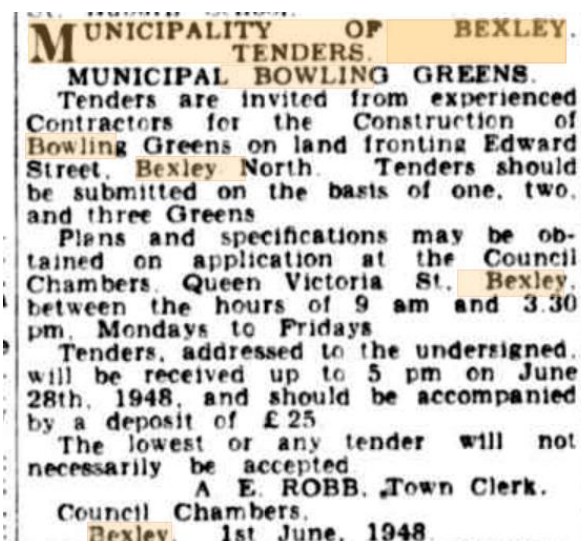 MUNICIPALITY OF BEXLEY.
TENDERS.
MUNICIPAL BOWLING GREENS.
Tenders are invited from experienced
Contractors for the Construction of
Bowling Greens on land fronting Edward
Street, Bexley North. Tenders should
be submitted on the basis of one, two,
and three Greens
Plans and specifications may be ob-
tained on application at the Council
Chambers, Queen Victoria St., Bexley,
between the hours of 9 am and 3.30
pm, Mondays to Fridays
Tenders, addressed to the undersigned,
will be received up to 5 pm on June
28th, 1948, and should be accompanied
by a deposit of £25
The lowest or any tender will not
necessarily be accepted
A E. ROBB, Town Clerk.
Council Chambers,
Bexley, 1st June, 1948.